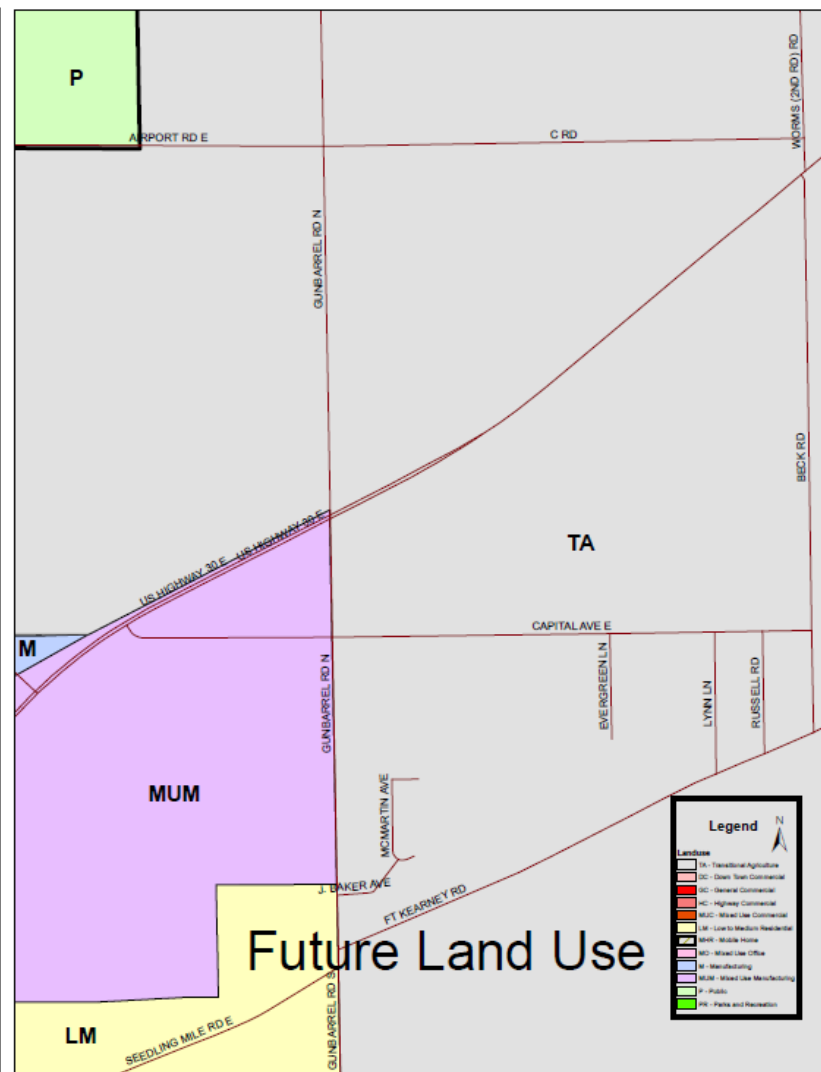 P
AIRPORT RD E
C RD
WORMS (2ND RD) RD
GUNBARREL RD N
BECK RD
US HIGHWAY 30 E
US HIGHWAY 30 E
TA
CAPITAL AVE E
M
EVERGREEN LN
LYNN LN
RUSSELL RD
GUNBARREL RD N
MUM
MCMARTIN AVE
J. BAKER AVE
FT KEARNEY RD
Future Land Use
GUNBARREL RD S
LM
SEEDLING MILE RD E
Legend
N
Landuse
TA - Transitional Agriculture
DC - Down Town Commercial
GC - General Commercial
HC - Highway Commercial
MUC - Mixed Use Commercial
LM - Low to Medium Residential
MHR - Mobile Home
MO - Mixed Use Office
M - Manufacturing
MUM - Mixed Use Manufacturing
P - Public
PR - Parks and Recreation